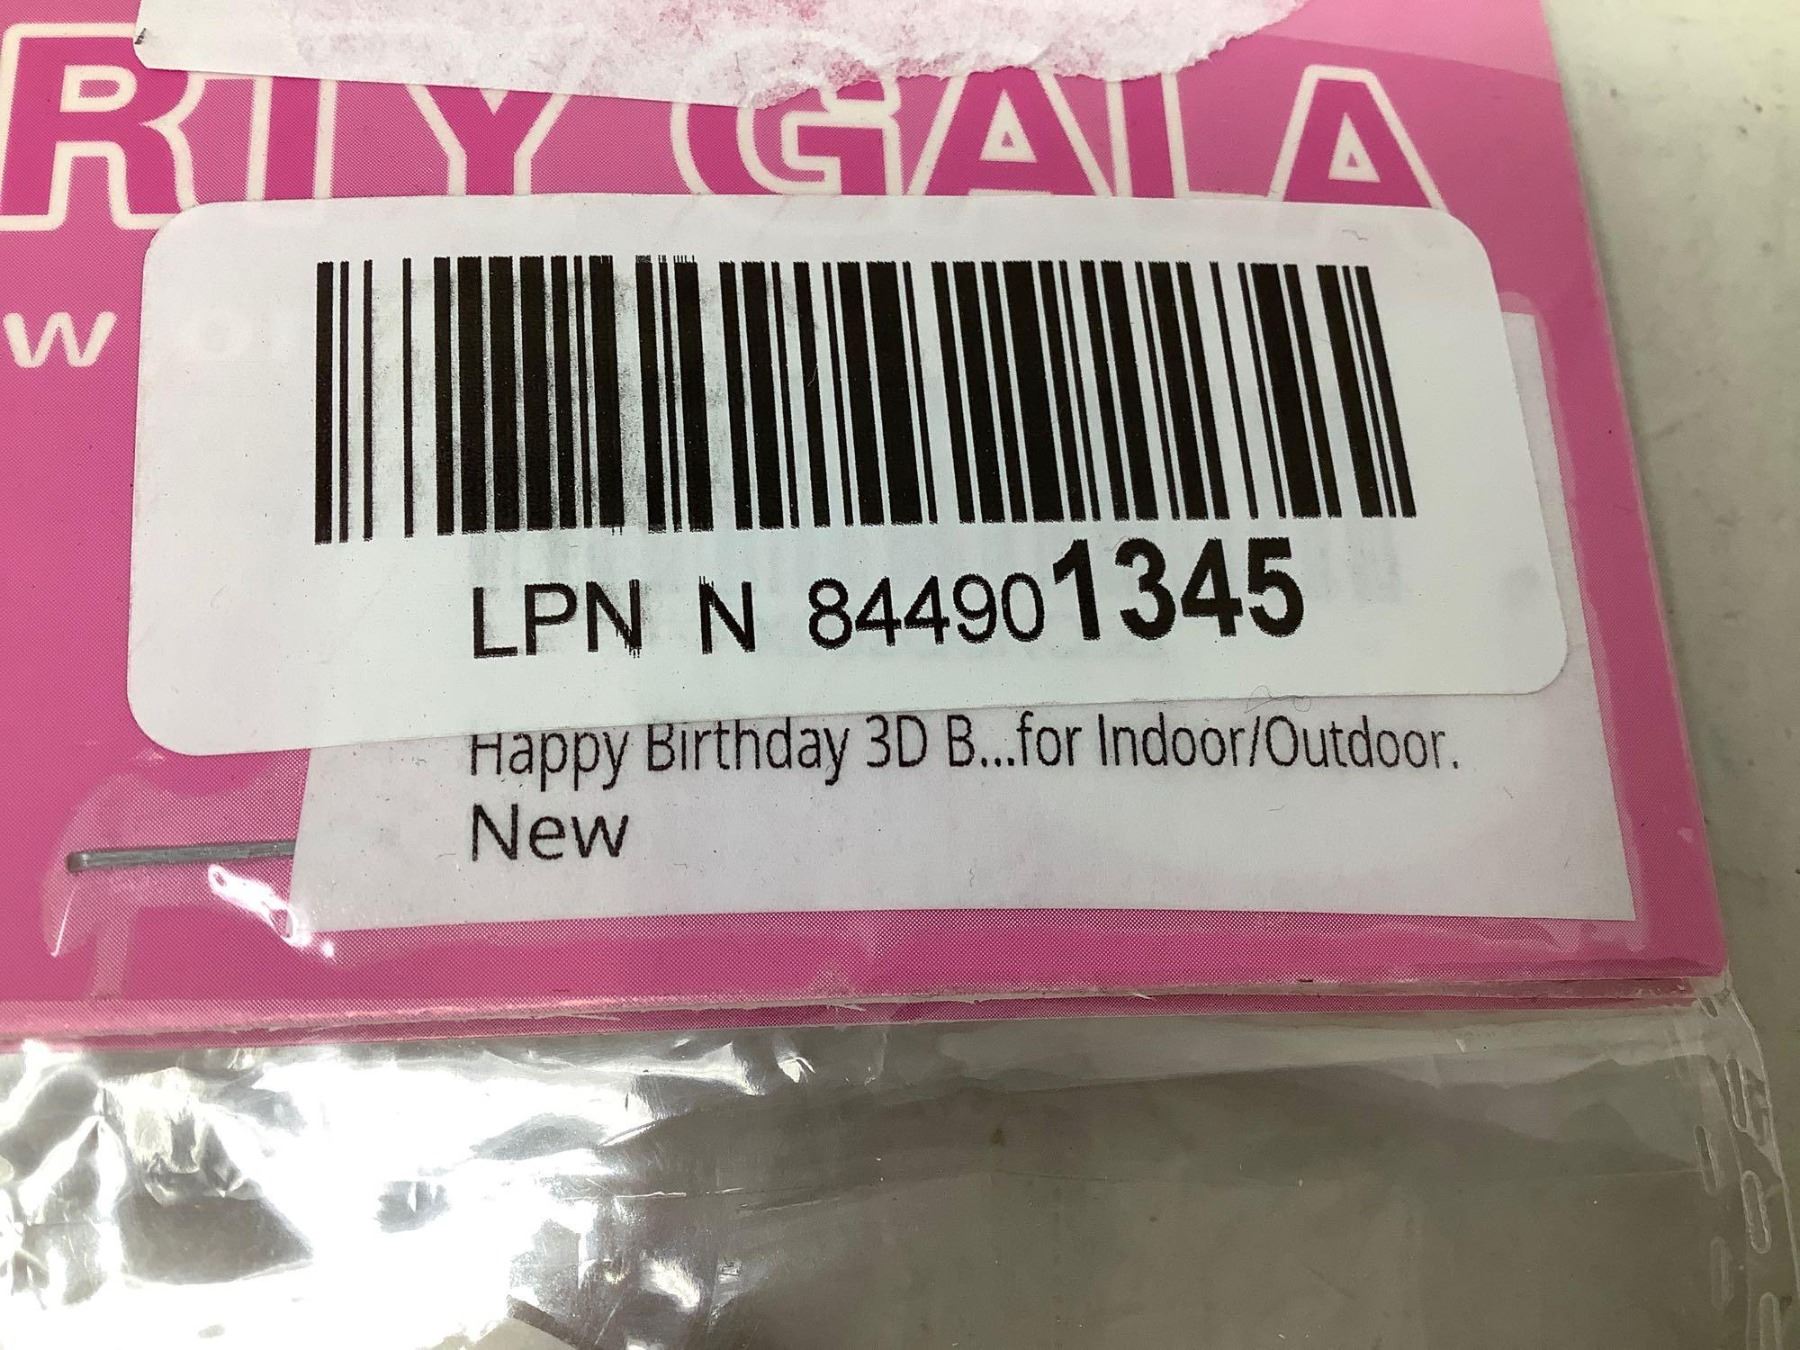 RTY GALA
w
LPN N 844901345
Happy Birthday 3D B...for Indoor/Outdoor.
New